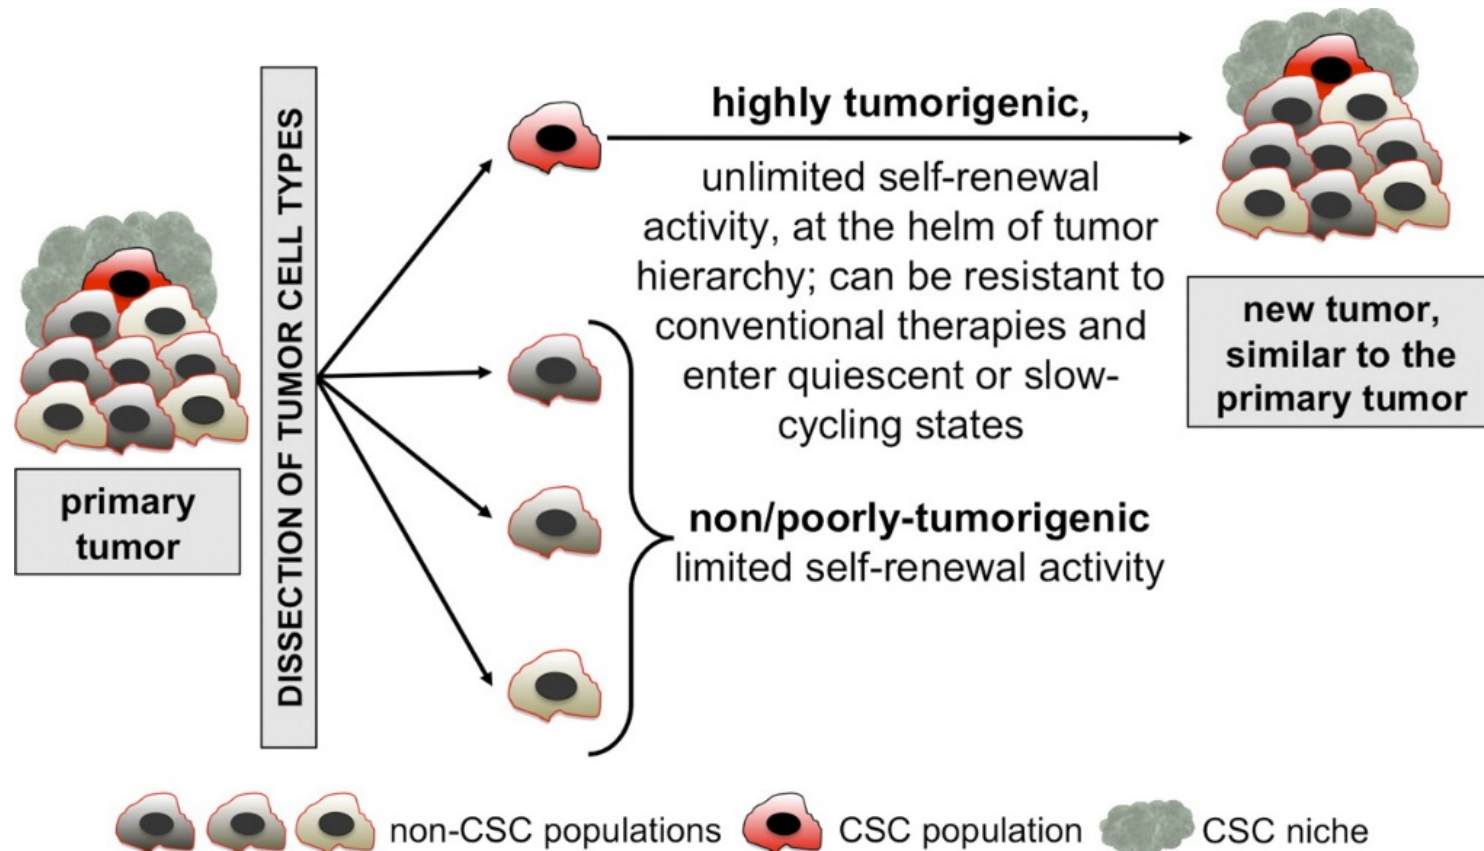 primary
tumor
DISSECTION OF TUMOR CELL TYPES
highly tumorigenic,
unlimited self-renewal
activity, at the helm of tumor
hierarchy; can be resistant to
conventional therapies and
enter quiescent or slow-
cycling states
non/poorly-tumorigenic
limited self-renewal activity
new tumor,
similar to the
primary tumor
non-CSC populations
CSC population
CSC niche